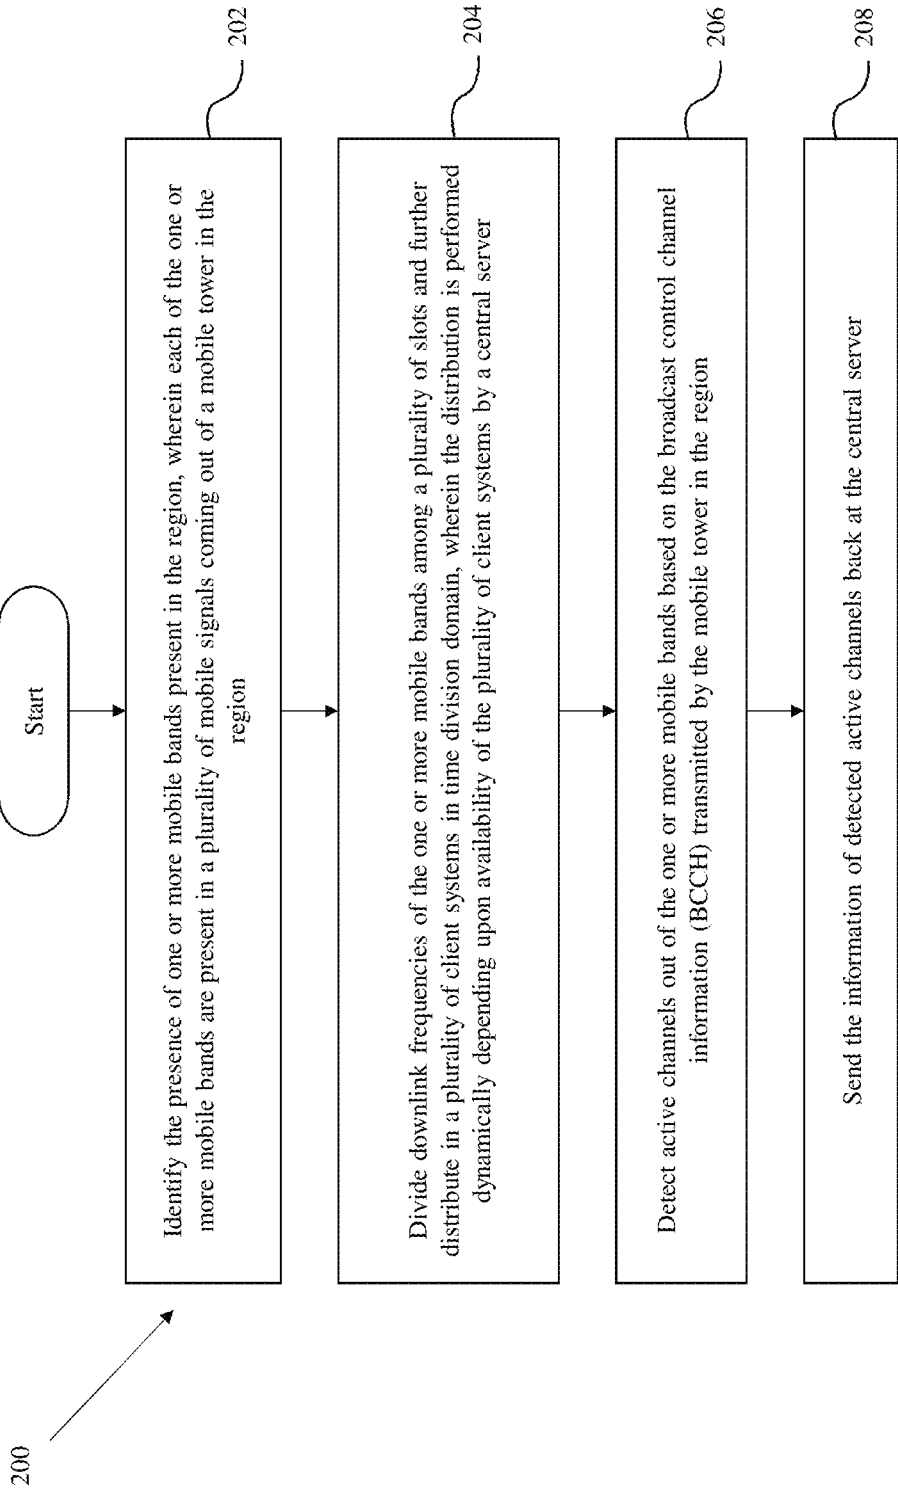 200
Start
202
Identify the presence of one or more mobile bands present in the region, wherein each of the one or
more mobile bands are present in a plurality of mobile signals coming out of a mobile tower in the
region
204
Divide downlink frequencies of the one or more mobile bands among a plurality of slots and further
distribute in a plurality of client systems in time division domain, wherein the distribution is performed
dynamically depending upon availability of the plurality of client systems by a central server
206
Detect active channels out of the one or more mobile bands based on the broadcast control channel
information (BCCH) transmitted by the mobile tower in the region
208
Send the information of detected active channels back at the central server